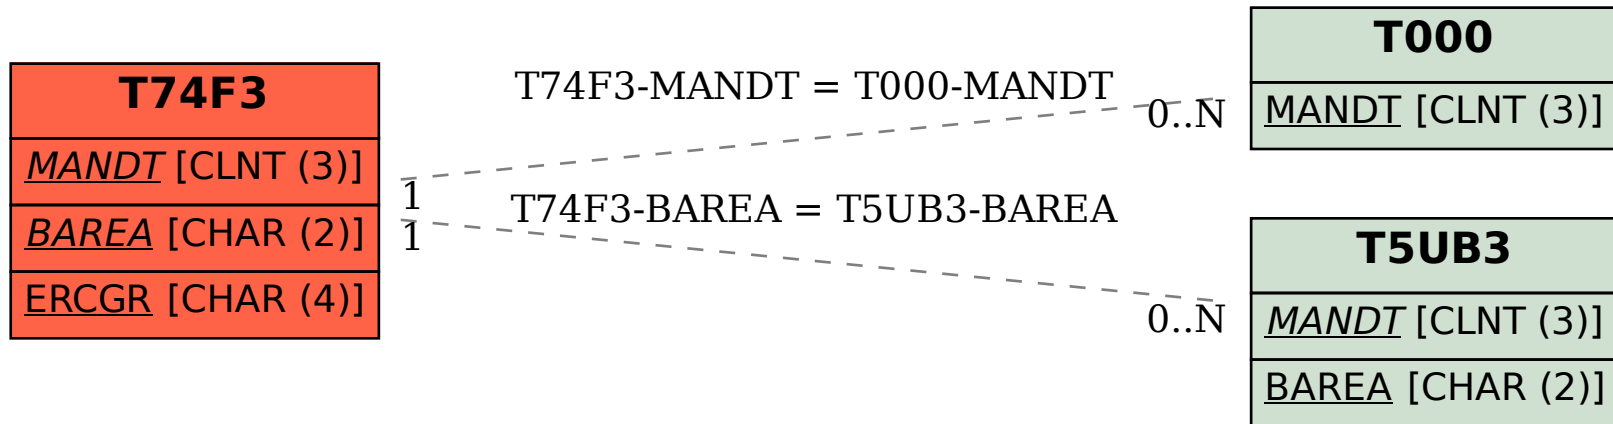 T74F3
MANDT [CLNT (3)]
BAREA [CHAR (2)]
ERCGR [CHAR (4)]
T74F3-MANDT = T000-MANDT
0..N
1
T74F3-BAREA = T5UB3-BAREA
1
0..N
T000
MANDT [CLNT (3)]
T5UB3
MANDT [CLNT (3)]
BAREA [CHAR (2)]